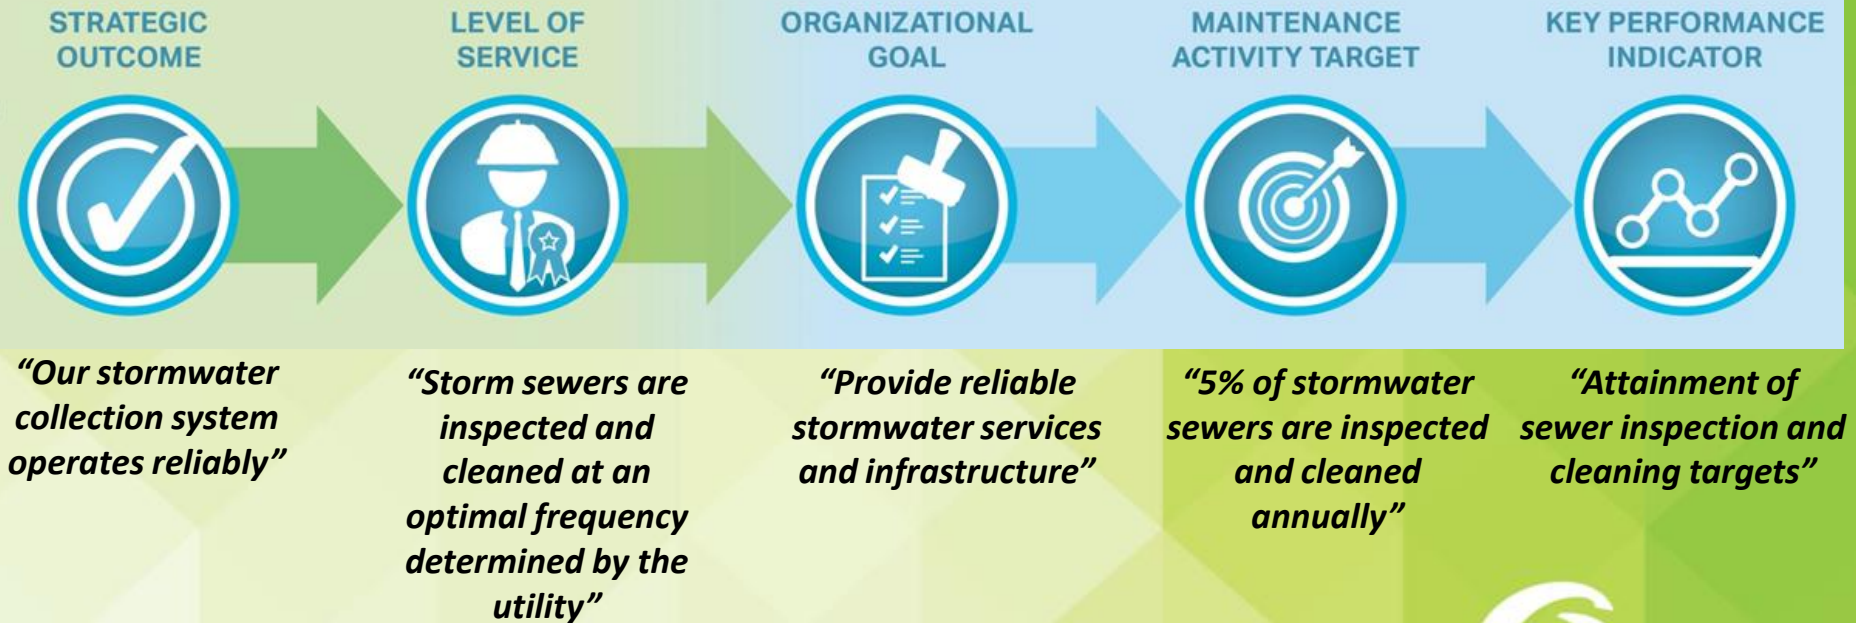 STRATEGIC
OUTCOME
LEVEL OF
SERVICE
ORGANIZATIONAL
GOAL
MAINTENANCE
ACTIVITY TARGET
KEY PERFORMANCE
INDICATOR
“Our stormwater
collection system
operates reliably”
“Storm sewers are
inspected and
cleaned at an
optimal frequency
determined by the
utility”
“Provide reliable
stormwater services
and infrastructure”
“5% of stormwater
sewers are inspected
and cleaned
annually”
“Attainment of
sewer inspection and
cleaning targets”